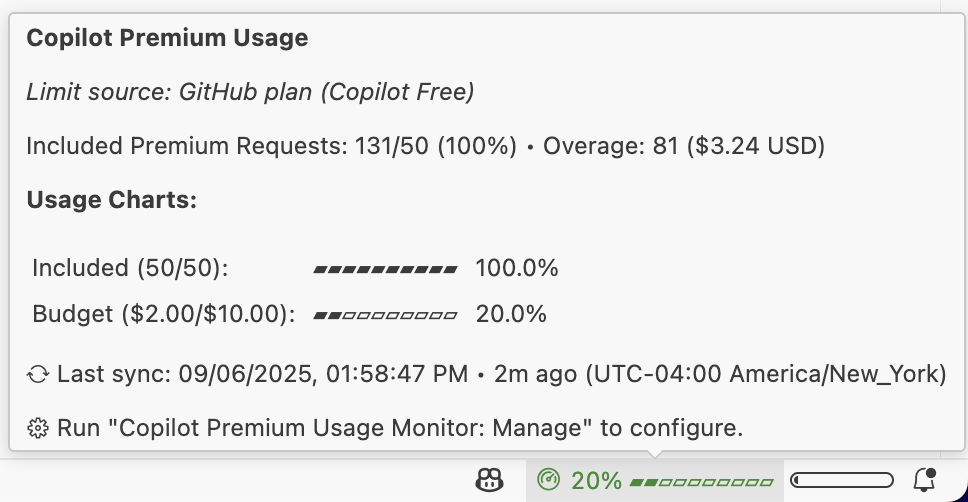 Copilot Premium Usage
Limit source: GitHub plan (Copilot Free)
Included Premium Requests: 131/50 (100%) • Overage: 81 ($3.24 USD)
Usage Charts:
Included (50/50): 100.0%
Budget ($2.00/$10.00): 20.0%
Last sync: 09/06/2025, 01:58:47 PM • 2m ago (UTC-04:00 America/New_York)
Run "Copilot Premium Usage Monitor: Manage" to configure.
20%